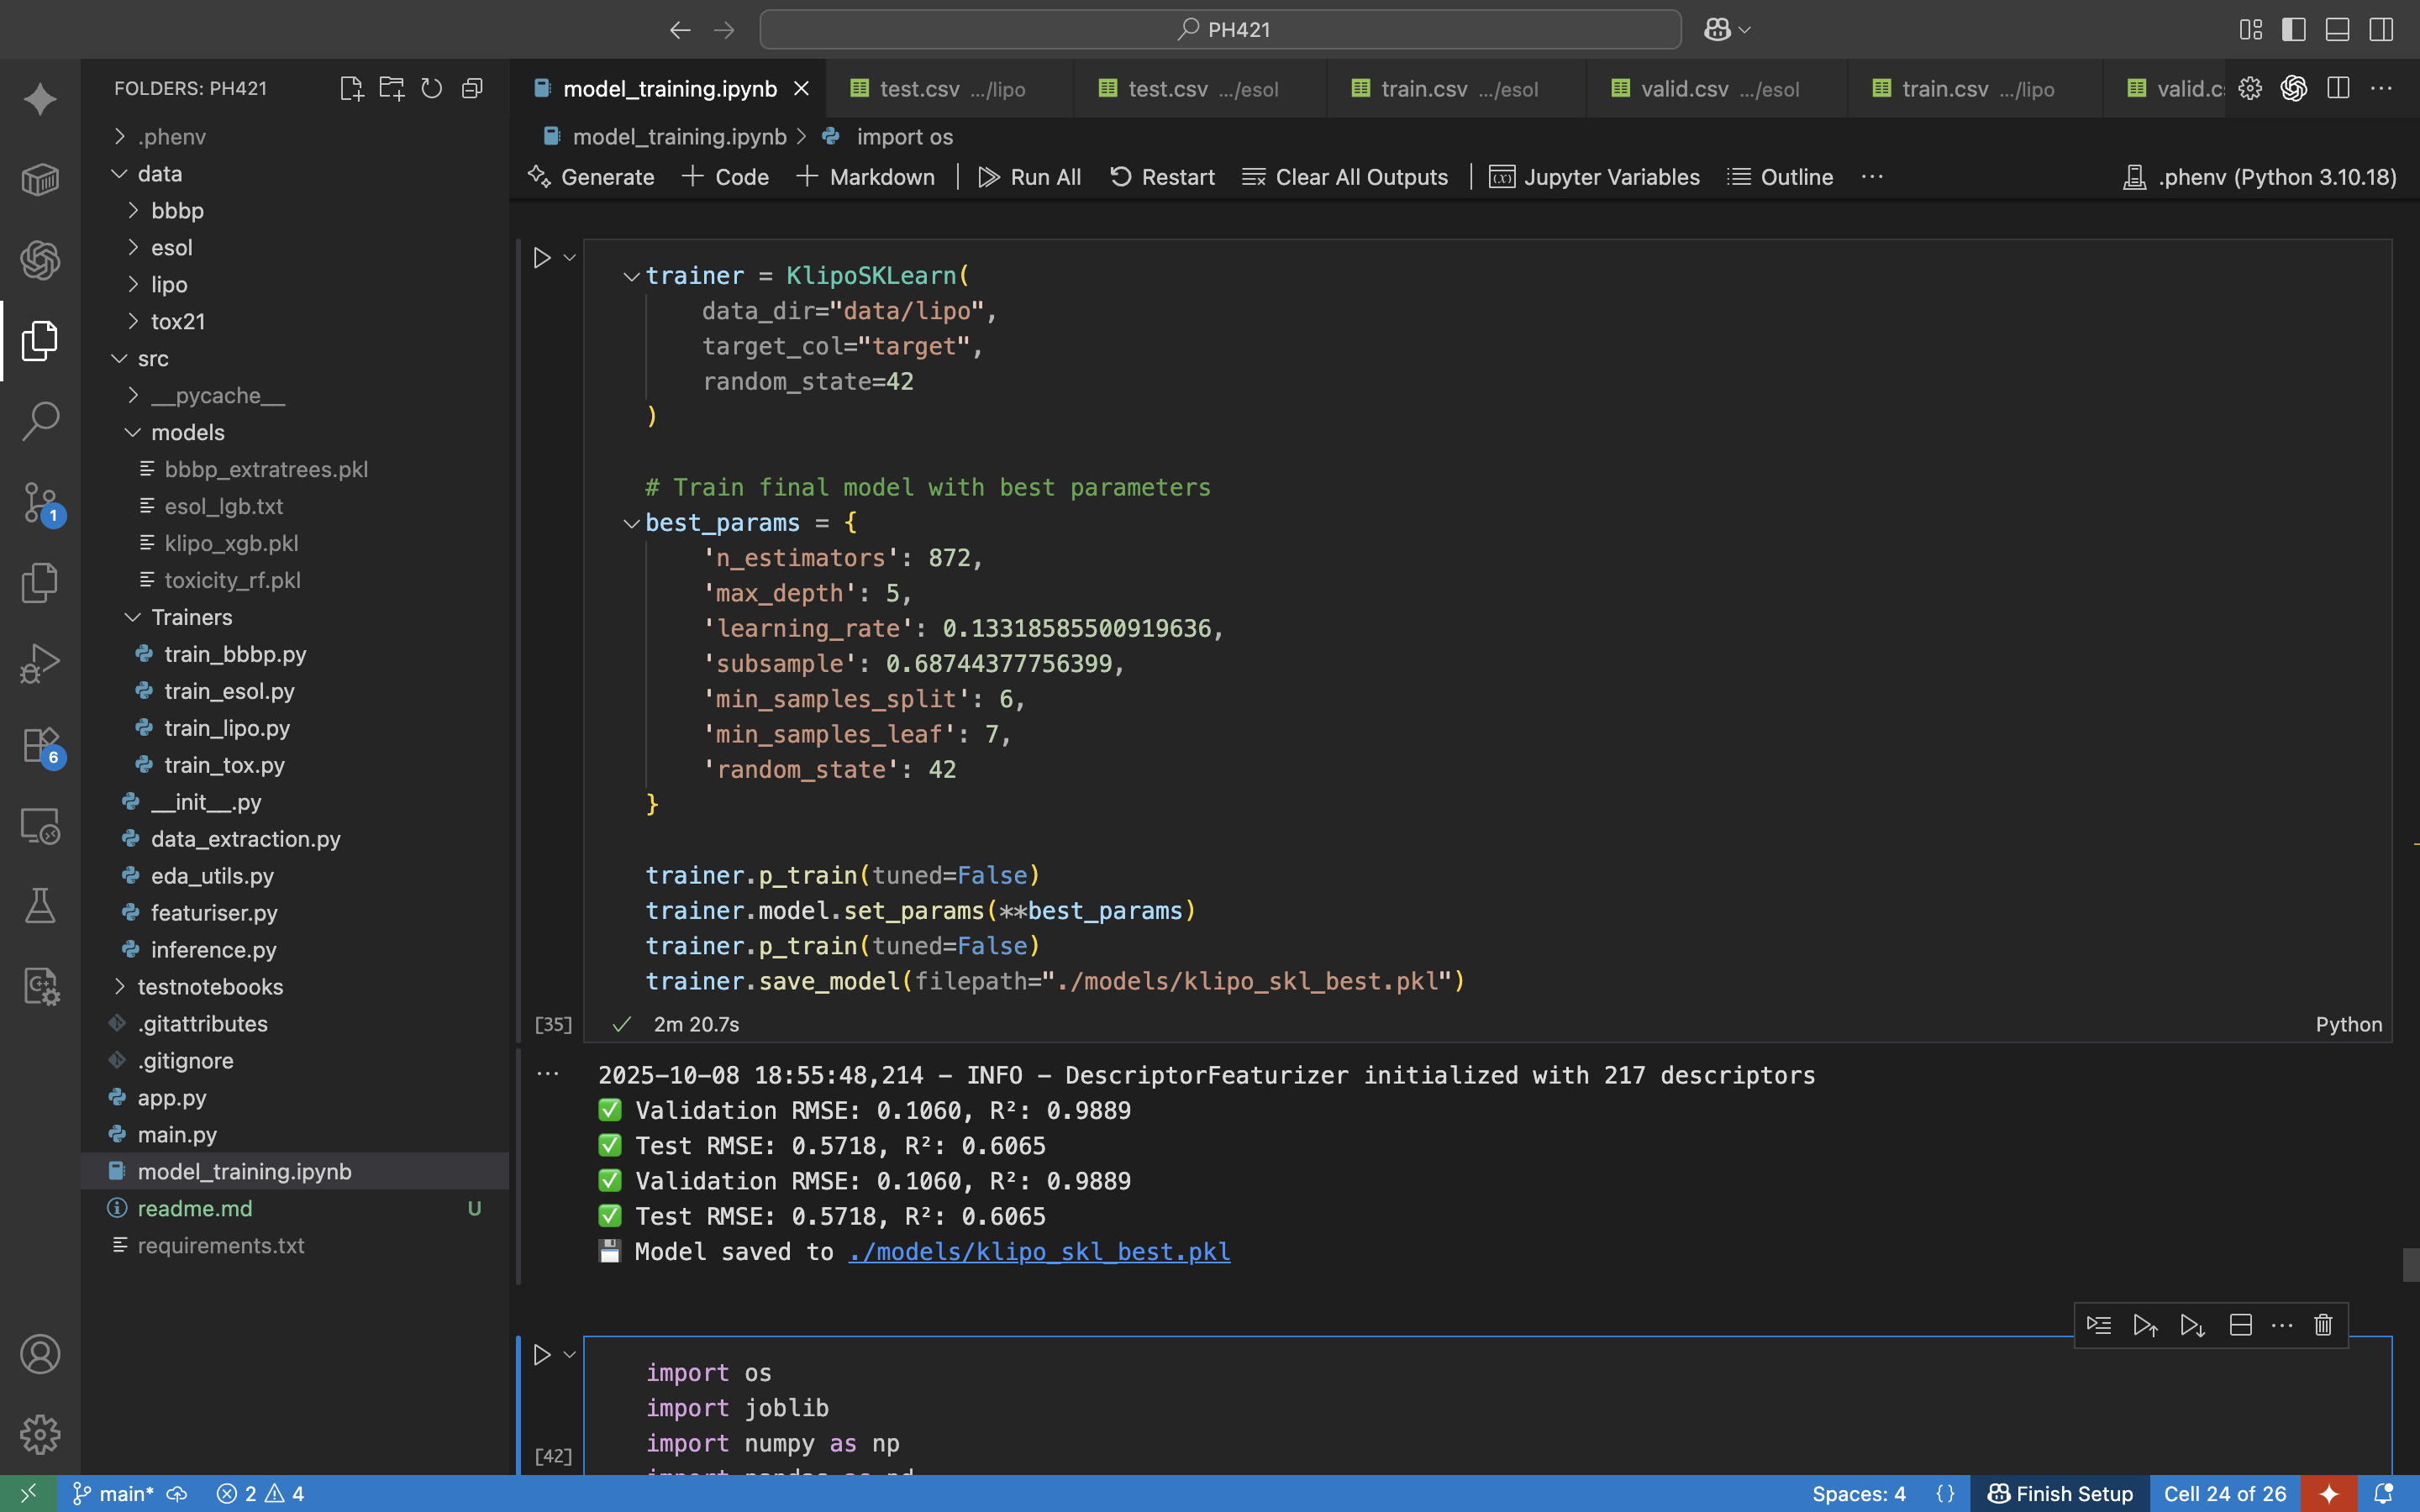 PH421
FOLDERS: PH421
.phenv
data
bbbp
esol
lipo
tox21
src
__pycache__
models
bbbp_extratrees.pkl
esol_lgb.txt
klipo_xgb.pkl
toxicity_rf.pkl
Trainers
train_bbbp.py
train_esol.py
train_lipo.py
train_tox.py
__init__.py
data_extraction.py
eda_utils.py
featuriser.py
inference.py
testnotebooks
.gitattributes
.gitignore
app.py
main.py
model_training.ipynb
readme.md U
requirements.txt
1
6
model_training.ipynb test.csv .../lipo test.csv .../esol train.csv .../esol valid.csv .../esol train.csv .../lipo valid.c
model_training.ipynb > import os
Generate + Code + Markdown | Run All Restart Clear All Outputs | Jupyter Variables Outline ... .phenv (Python 3.10.18)
trainer = KlipoSKLearn(
data_dir="data/lipo",
target_col="target",
random_state=42
)
# Train final model with best parameters
best_params = {
'n_estimators': 872,
'max_depth': 5,
'learning_rate': 0.13318585500919636,
'subsample': 0.68744377756399,
'min_samples_split': 6,
'min_samples_leaf': 7,
'random_state': 42
}
trainer.p_train(tuned=False)
trainer.model.set_params(**best_params)
trainer.p_train(tuned=False)
trainer.save_model(filepath="./models/klipo_skl_best.pkl")
[35] ✓ 2m 20.7s Python
2025-10-08 18:55:48,214 - INFO - DescriptorFeaturizer initialized with 217 descriptors
✅ Validation RMSE: 0.1060, R²: 0.9889
✅ Test RMSE: 0.5718, R²: 0.6065
✅ Validation RMSE: 0.1060, R²: 0.9889
✅ Test RMSE: 0.5718, R²: 0.6065
💾 Model saved to ./models/klipo_skl_best.pkl
import os
import joblib
import numpy as np
import pandas as pd
[42]
main* 2 4 Spaces: 4 {} Finish Setup Cell 24 of 26